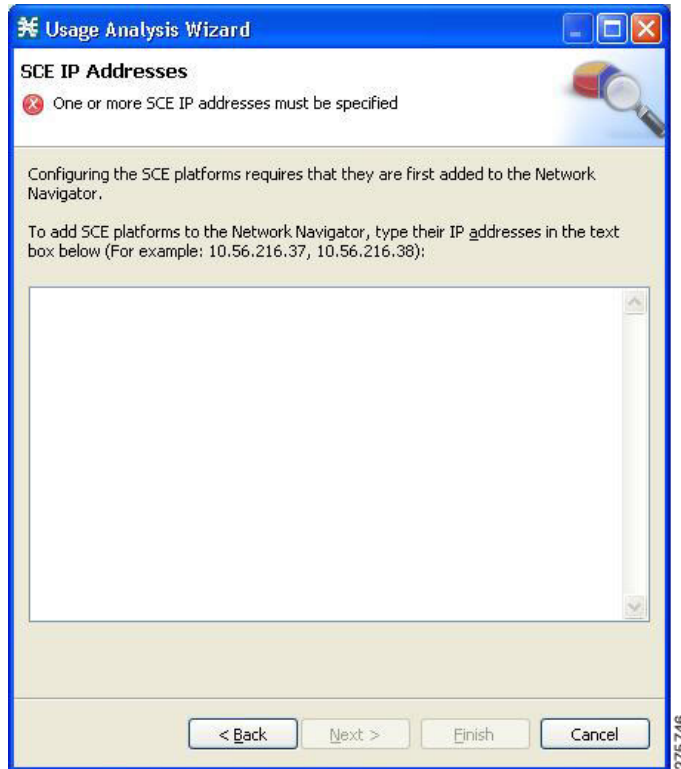 Usage Analysis Wizard
SCE IP Addresses
One or more SCE IP addresses must be specified
Configuring the SCE platforms requires that they are first added to the Network
Navigator.
To add SCE platforms to the Network Navigator, type their IP addresses in the text
box below (For example: 10.56.216.37, 10.56.216.38):
< Back Next > Finish Cancel
275746